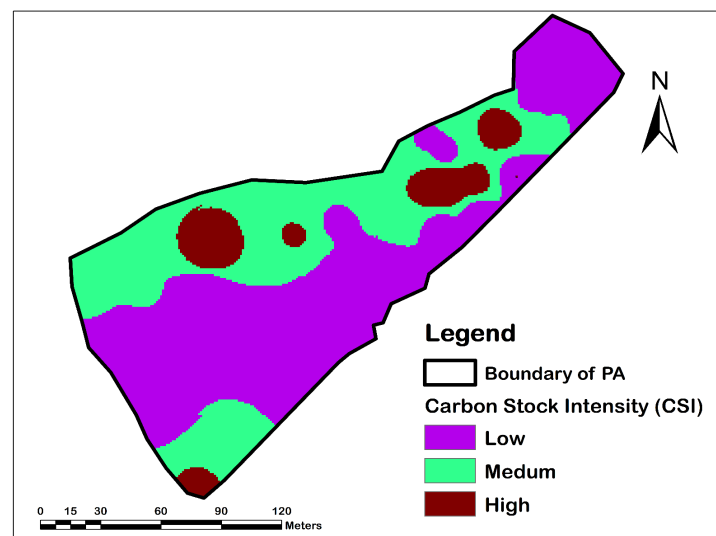 N
Legend
Boundary of PA
Carbon Stock Intensity (CSI)
Low
Medum
High
0 15 30 60 90 120
Meters